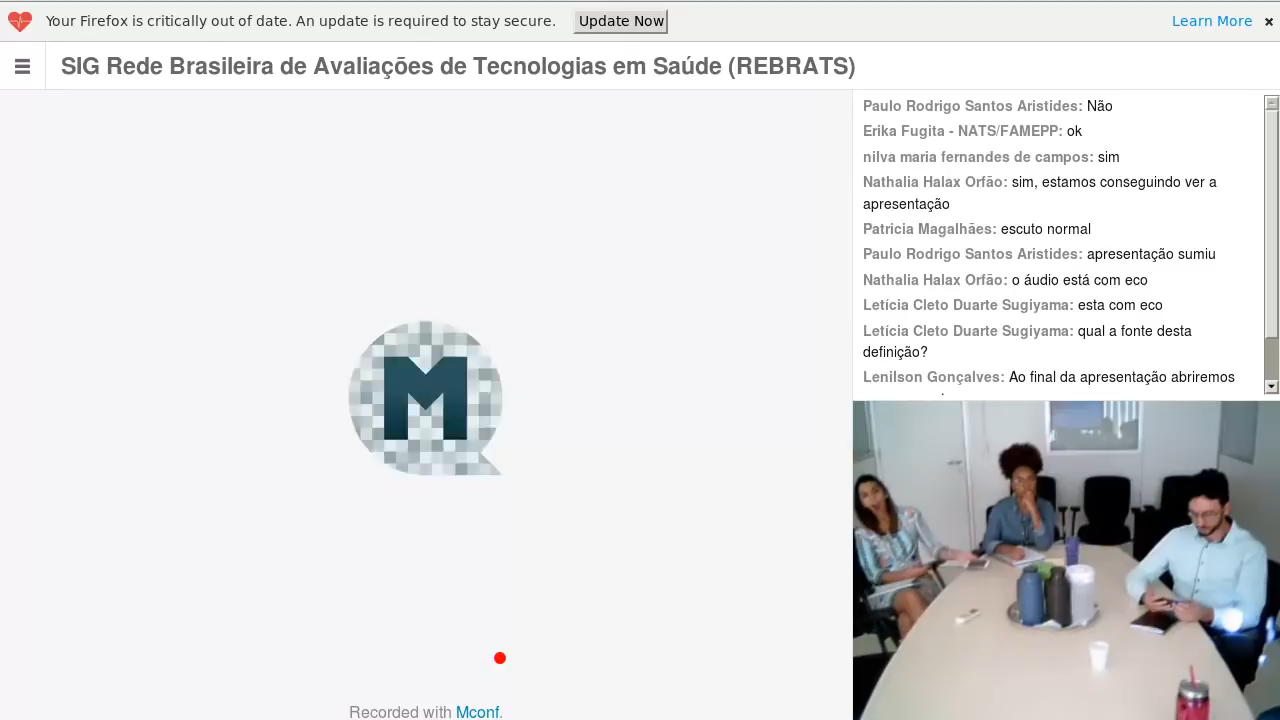 Your Firefox is critically out of date. An update is required to stay secure. Update Now Learn More
SIG Rede Brasileira de Avaliações de Tecnologias em Saúde (REBRATS)
Paulo Rodrigo Santos Aristides: Não
Erika Fugita - NATS/FAMEPP: ok
nilva maria fernandes de campos: sim
Nathalia Halax Orfão: sim, estamos conseguindo ver a
apresentação
Patricia Magalhães: escuto normal
Paulo Rodrigo Santos Aristides: apresentação sumiu
Nathalia Halax Orfão: o áudio está com eco
Letícia Cleto Duarte Sugiyama: esta com eco
Letícia Cleto Duarte Sugiyama: qual a fonte desta
definição?
Lenilson Gonçalves: Ao final da apresentação abriremos
M
Recorded with Mconf.